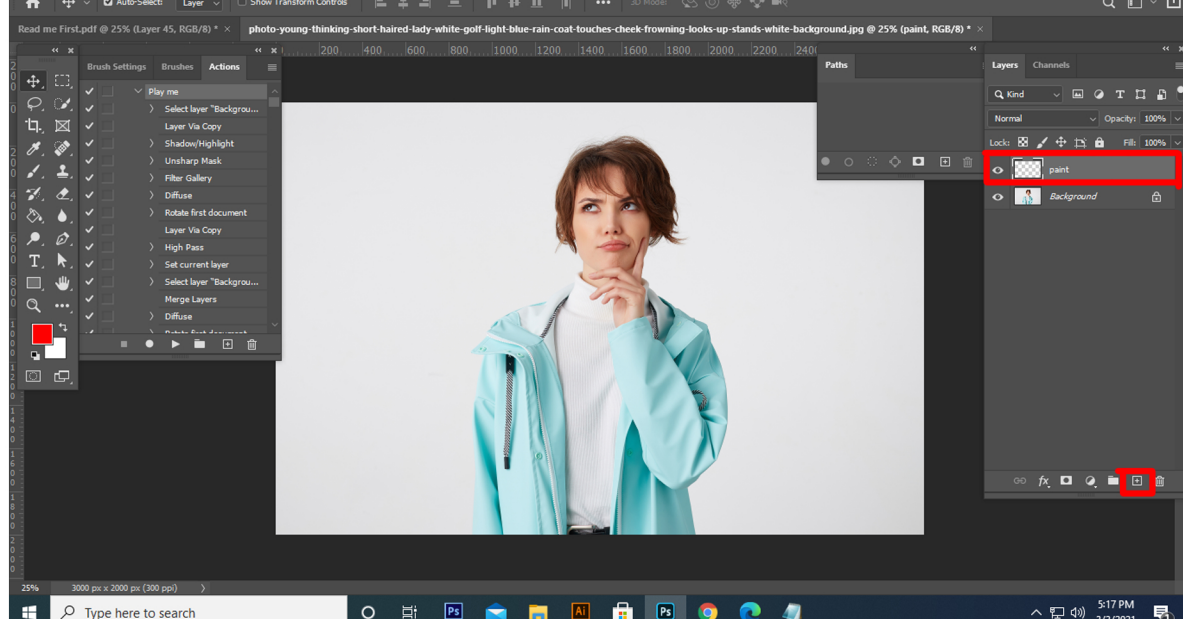 Auto-Select: Layer Show Transform Controls 3D Model
Read me First.pdf @ 25% (Layer 45, RGB/8) * × photo-young-thinking-short-haired-lady-white-golf-light-blue-rain-coat-touches-cheek-frowning-looks-up-stands-white-background.jpg @ 25% (paint, RGB/8) * ×
200 400 600 800 1000 1200 1400 1600 1800 2000 2200 2400
Brush Settings Brushes Actions
Play me
Select layer "Backgrou...
Layer Via Copy
Shadow/Highlight
Unsharp Mask
Filter Gallery
Diffuse
Rotate first document
Layer Via Copy
High Pass
Set current layer
Select layer "Backgrou...
Merge Layers
Diffuse
Rotate first document
Paths
Layers Channels
Kind
Normal Opacity: 100%
Lock: Fill: 100%
paint
Background
25% 3000 px x 2000 px (300 ppi)
Type here to search
Ps Ai Ps
5:17 PM